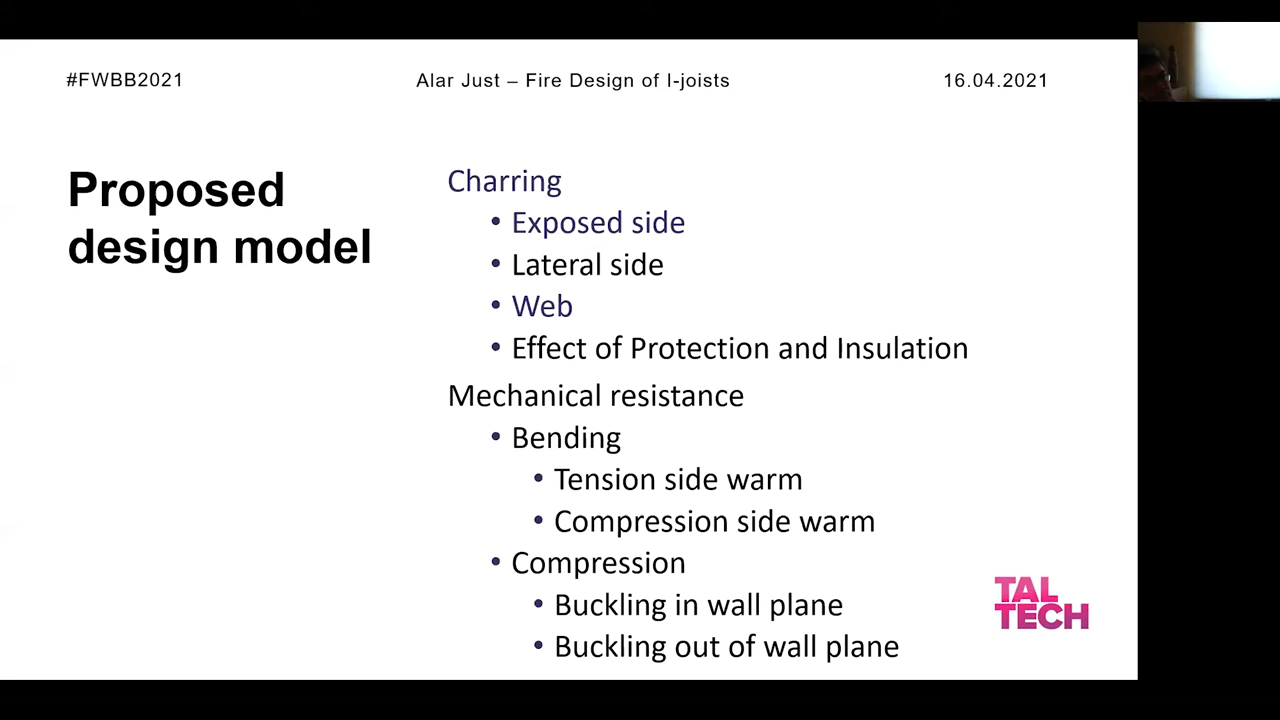 #FWBB2021
Alar Just – Fire Design of I-joists
16.04.2021
Proposed
design model
Charring
• Exposed side
• Lateral side
• Web
• Effect of Protection and Insulation
Mechanical resistance
• Bending
• Tension side warm
• Compression side warm
• Compression
• Buckling in wall plane
• Buckling out of wall plane
TAL
TECH